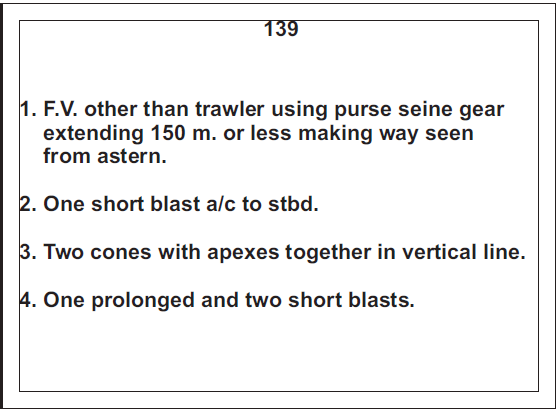 139
1. F.V. other than trawler using purse seine gear
extending 150 m. or less making way seen
from astern.
2. One short blast a/c to stbd.
3. Two cones with apexes together in vertical line.
4. One prolonged and two short blasts.